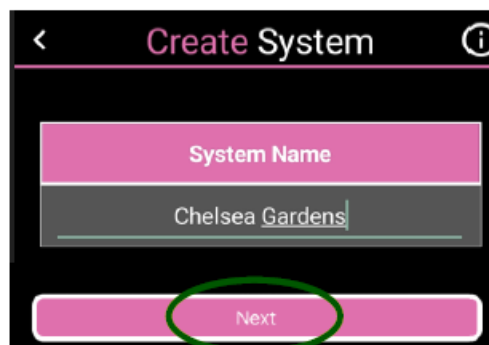 Create System
System Name
Chelsea Gardens
Next